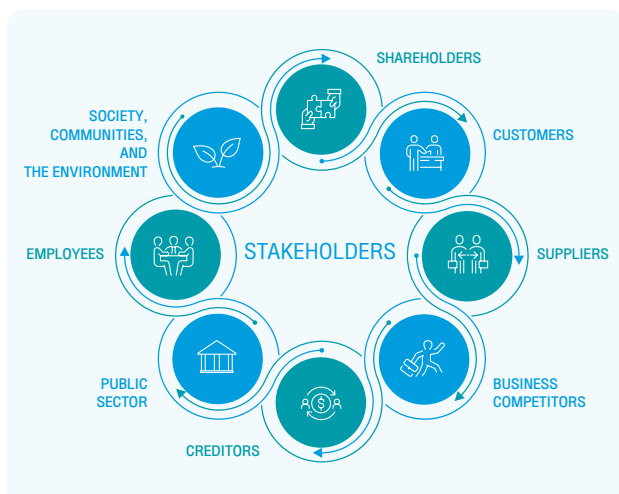 SHAREHOLDERS
CUSTOMERS
SUPPLIERS
BUSINESS
COMPETITORS
CREDITORS
PUBLIC
SECTOR
EMPLOYEES
SOCIETY,
COMMUNITIES,
AND
THE ENVIRONMENT
STAKEHOLDERS
$